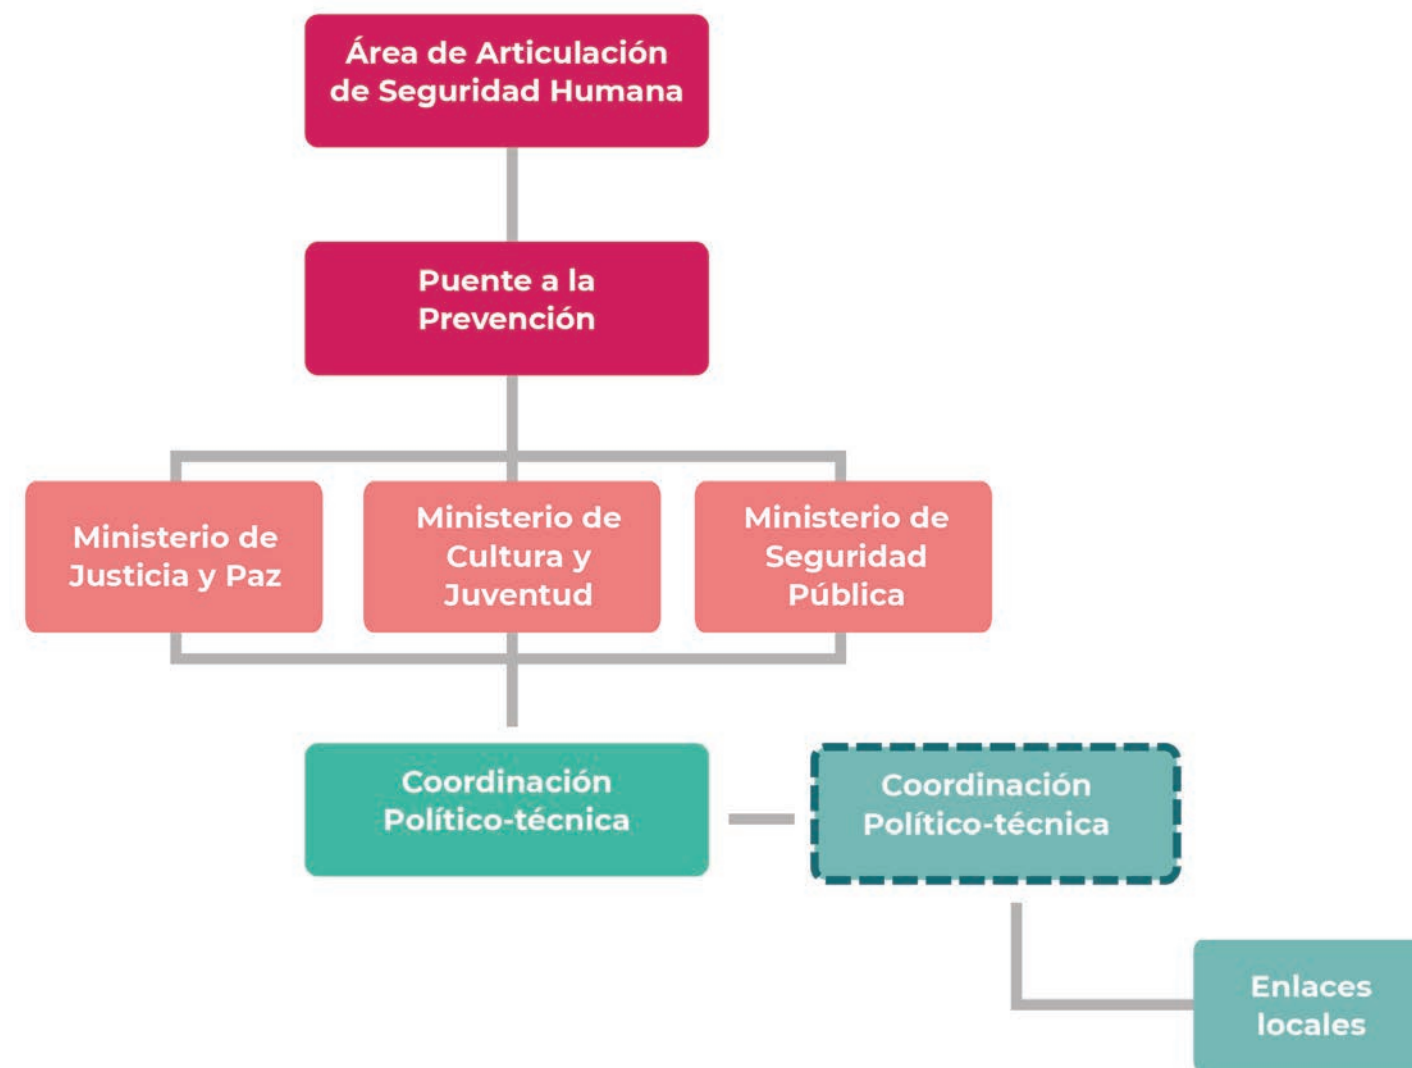 Área de Articulación
de Seguridad Humana
Puente a la
Prevención
Ministerio de
Justicia y Paz
Ministerio de
Cultura y
Juventud
Ministerio de
Seguridad
Pública
Coordinación
Político-técnica
Coordinación
Político-técnica
Enlaces
locales